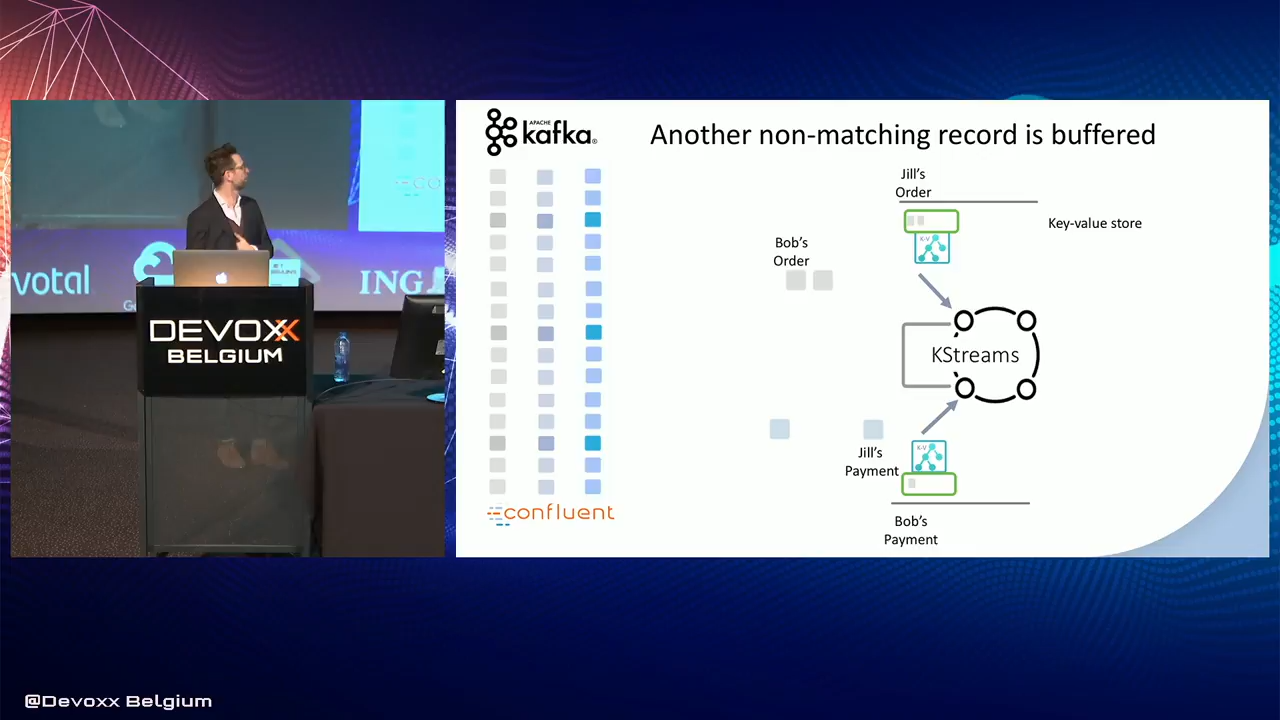 votal
ING
DEVOXX
BELGIUM
APACHE
kafka®
Another non-matching record is buffered
Jill's
Order
Key-value store
K-V
Bob's
Order
KStreams
Jill's
Payment
K-V
Bob's
Payment
confluent
@Devoxx Belgium